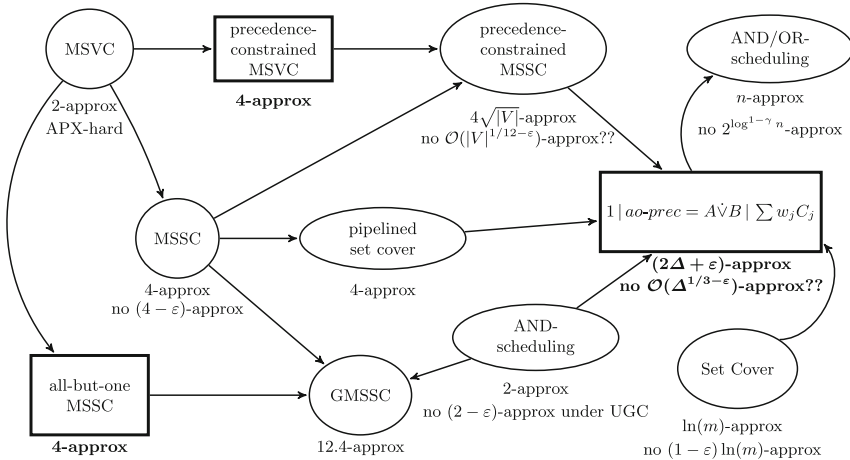 MSVC
2-approx
APX-hard
precedence-
constrained
MSVC
4-approx
precedence-
constrained
MSSC
4√|V|-approx
no 𝒪(|V|^{1/12−ε})-approx??
AND/OR-
scheduling
n-approx
no 2^{log^{1−γ} n}-approx
MSSC
4-approx
no (4 − ε)-approx
pipelined
set cover
4-approx
1 | ao-prec = A∨̇B | ∑ w_jC_j
(2Δ + ε)-approx
no 𝒪(Δ^{1/3−ε})-approx??
all-but-one
MSSC
4-approx
GMSSC
12.4-approx
AND-
scheduling
2-approx
no (2 − ε)-approx under UGC
Set Cover
ln(m)-approx
no (1 − ε) ln(m)-approx